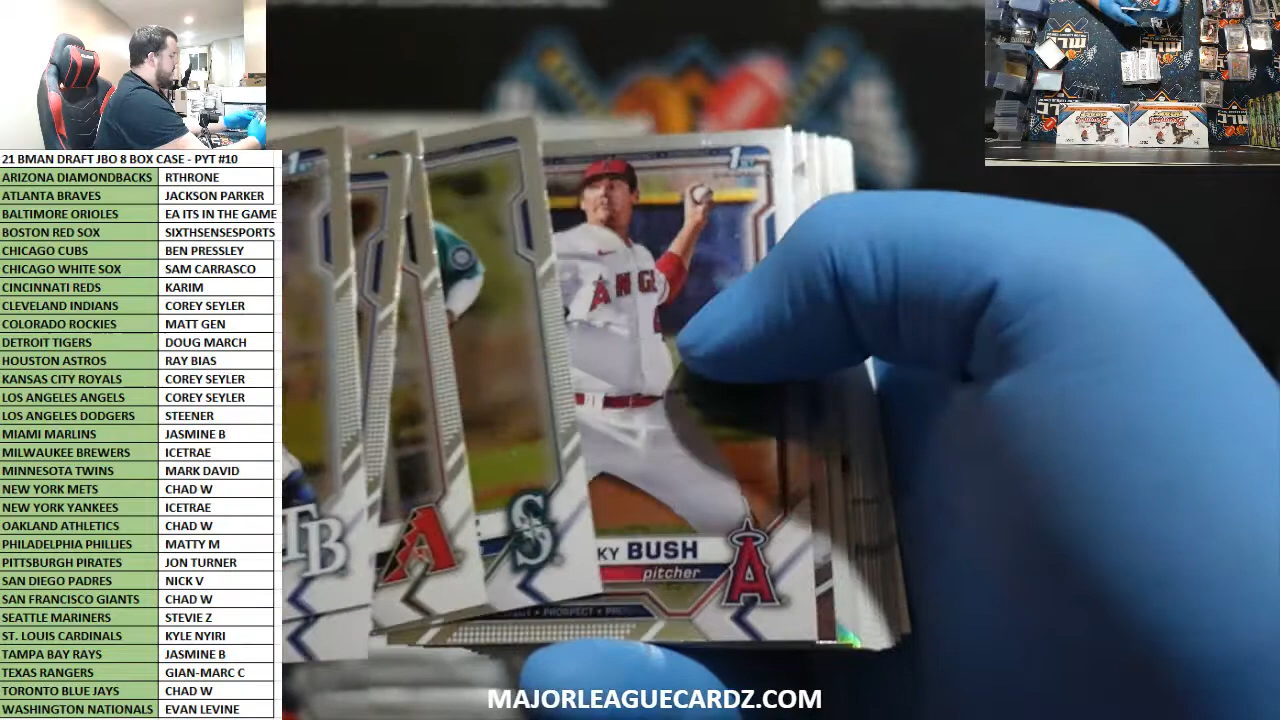 21 BMAN DRAFT JBO 8 BOX CASE - PYT #10
ARIZONA DIAMONDBACKS RTHRONE
ATLANTA BRAVES JACKSON PARKER
BALTIMORE ORIOLES EA ITS IN THE GAME
BOSTON RED SOX SIXTHSENSESPORTS
CHICAGO CUBS BEN PRESSLEY
CHICAGO WHITE SOX SAM CARRASCO
CINCINNATI REDS KARIM
CLEVELAND INDIANS COREY SEYLER
COLORADO ROCKIES MATT GEN
DETROIT TIGERS DOUG MARCH
HOUSTON ASTROS RAY BIAS
KANSAS CITY ROYALS COREY SEYLER
LOS ANGELES ANGELS COREY SEYLER
LOS ANGELES DODGERS STEENER
MIAMI MARLINS JASMINE B
MILWAUKEE BREWERS ICETRAE
MINNESOTA TWINS MARK DAVID
NEW YORK METS CHAD W
NEW YORK YANKEES ICETRAE
OAKLAND ATHLETICS CHAD W
PHILADELPHIA PHILLIES MATTY M
PITTSBURGH PIRATES JON TURNER
SAN DIEGO PADRES NICK V
SAN FRANCISCO GIANTS CHAD W
SEATTLE MARINERS STEVIE Z
ST. LOUIS CARDINALS KYLE NYIRI
TAMPA BAY RAYS JASMINE B
TEXAS RANGERS GIAN-MARC C
TORONTO BLUE JAYS CHAD W
WASHINGTON NATIONALS EVAN LEVINE
1ST
1ST
ANGE
TB
A
S
KY BUSH
pitcher
A
PROSPECT
MAJORLEAGUECARDZ.COM